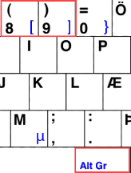 ( ) = Ö
8 [ 9 ] 0 }
I O P
J K L Æ
M ; :
µ , .
Alt Gr